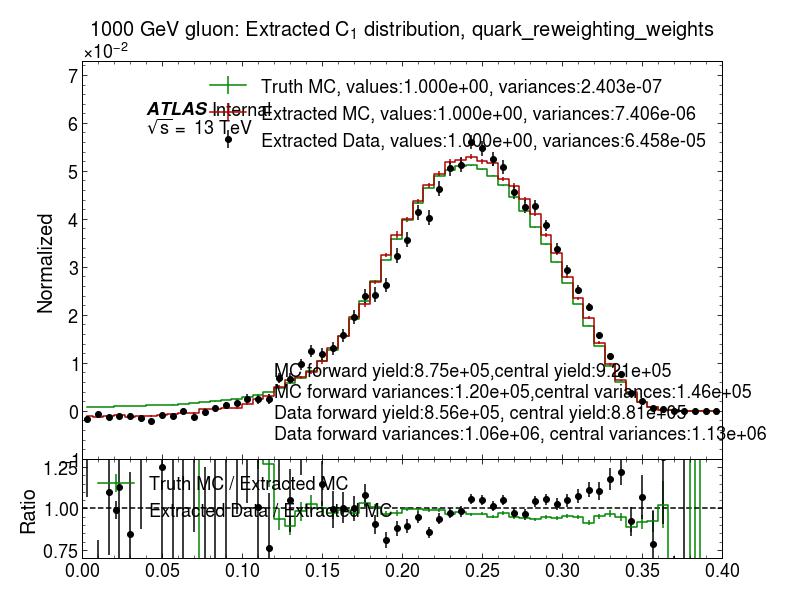 1000 GeV gluon: Extracted C₁ distribution, quark_reweighting_weights
×10⁻²
Truth MC, values:1.000e+00, variances:2.403e-07
ATLAS Internal
Extracted MC, values:1.000e+00, variances:7.406e-06
√s = 13 TeV
Extracted Data, values:1.000e+00, variances:6.458e-05
7
6
5
4
3
2
1
0
Normalized
MC forward yield:8.75e+05,central yield:9.21e+05
MC forward variances:1.20e+05,central variances:1.46e+05
Data forward yield:8.56e+05, central yield:8.81e+05
Data forward variances:1.06e+06, central variances:1.13e+06
1.25
1.00
0.75
Ratio
Truth MC / Extracted MC
Extracted Data / Extracted MC
0.00 0.05 0.10 0.15 0.20 0.25 0.30 0.35 0.40